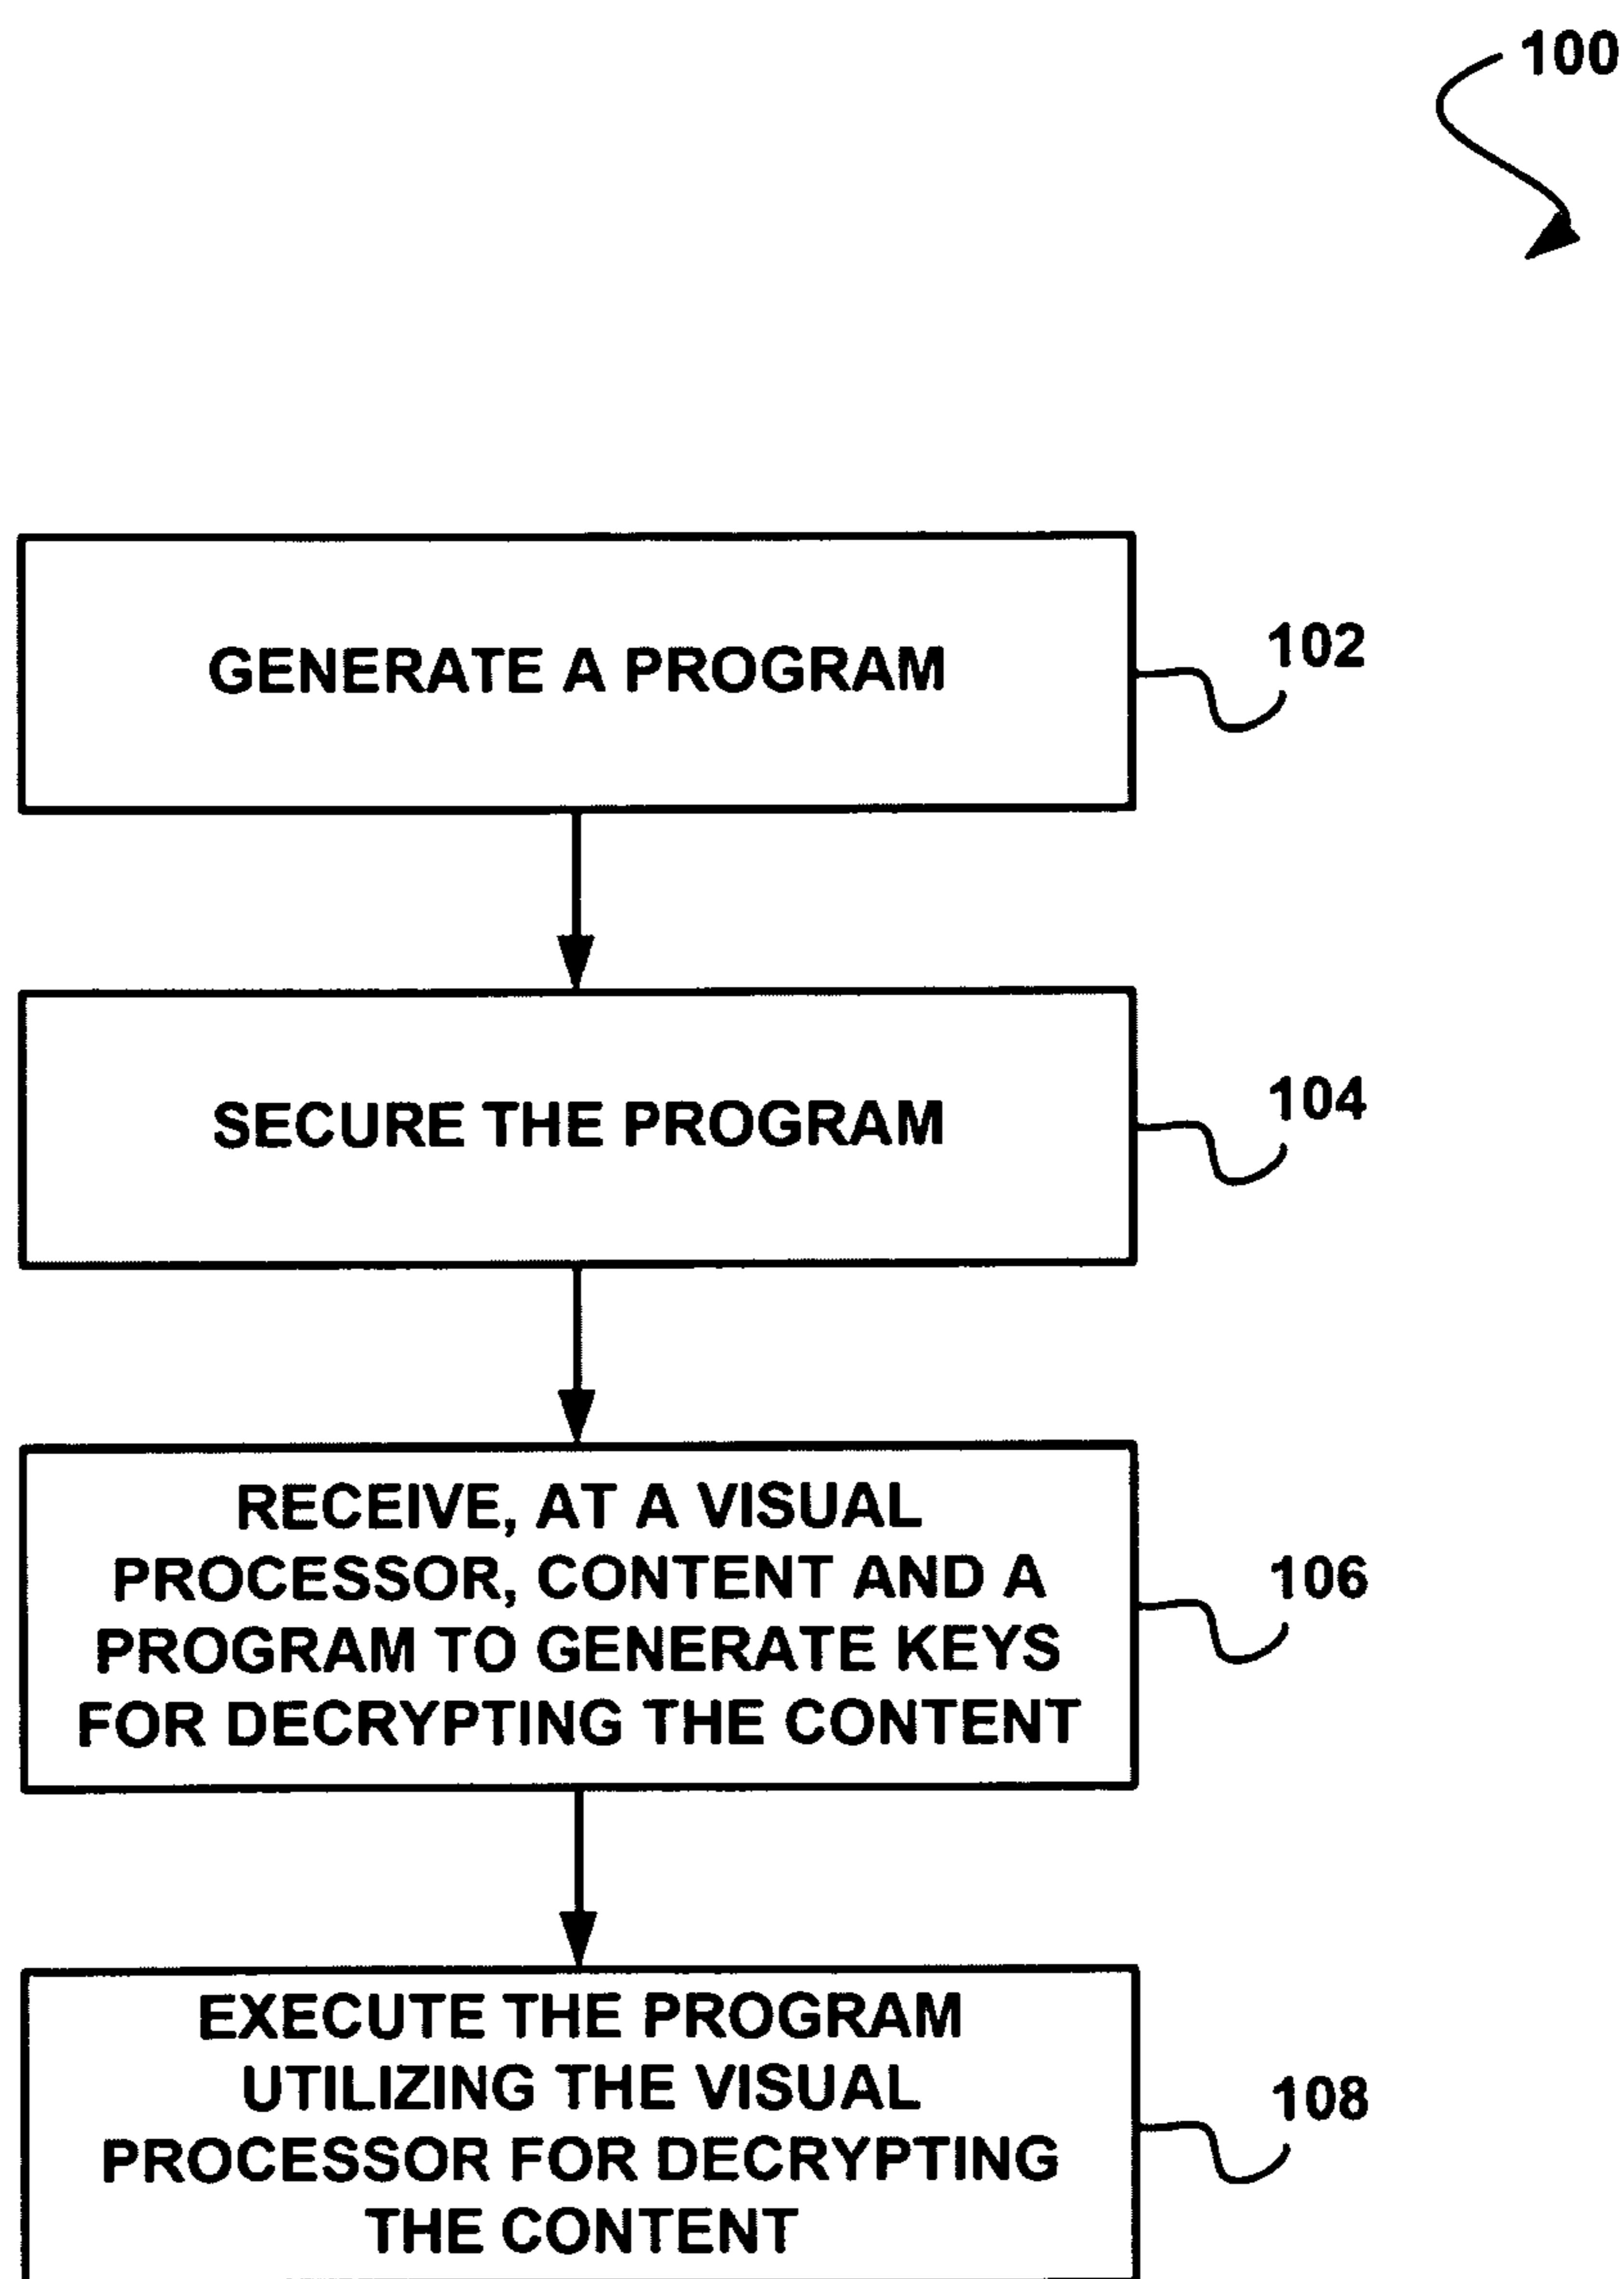 100
GENERATE A PROGRAM
102
SECURE THE PROGRAM
104
RECEIVE, AT A VISUAL
PROCESSOR, CONTENT AND A
PROGRAM TO GENERATE KEYS
FOR DECRYPTING THE CONTENT
106
EXECUTE THE PROGRAM
UTILIZING THE VISUAL
PROCESSOR FOR DECRYPTING
THE CONTENT
108